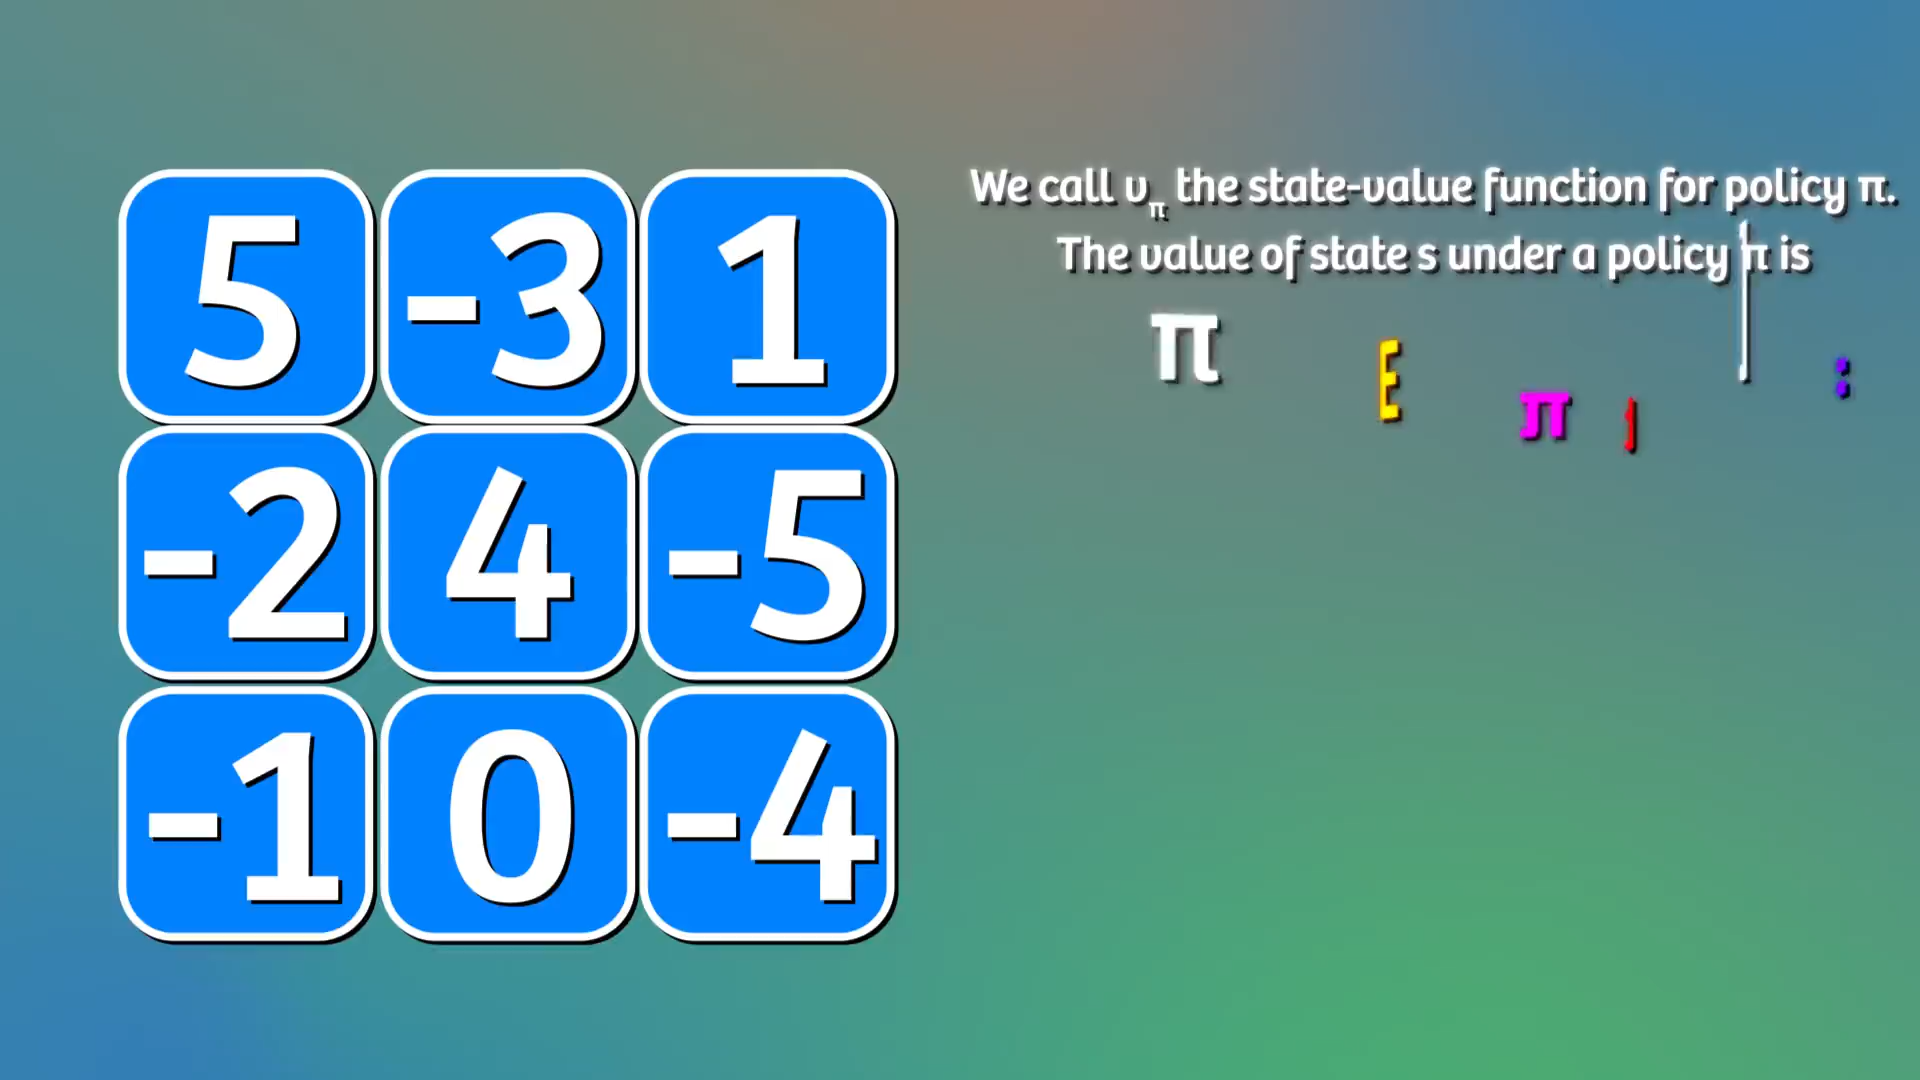 5 -3 1
-2 4 -5
-1 0 -4
We call υπ the state-value function for policy π.
The value of state s under a policy π is
π E π :